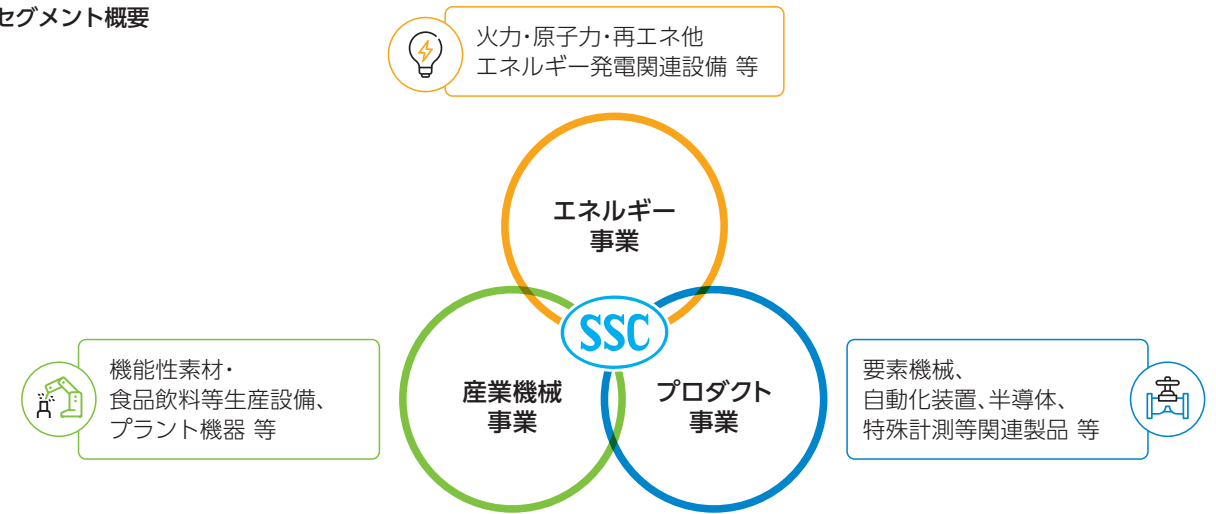 セグメント概要
火力・原子力・再エネ他
エネルギー発電関連設備 等
エネルギー
事業
SSC
機能性素材・
食品飲料等生産設備、
プラント機器 等
産業機械
事業
プロダクト
事業
要素機械、
自動化装置、半導体、
特殊計測等関連製品 等